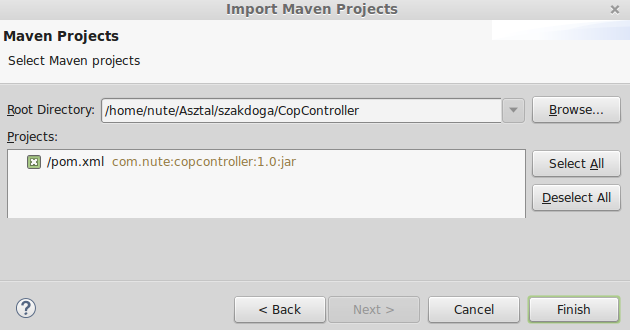 Import Maven Projects
Maven Projects
Select Maven projects
Root Directory: /home/nute/Asztal/szakdoga/CopController Browse...
Projects:
/pom.xml com.nute:copcontroller:1.0:jar
Select All
Deselect All
? < Back Next > Cancel Finish